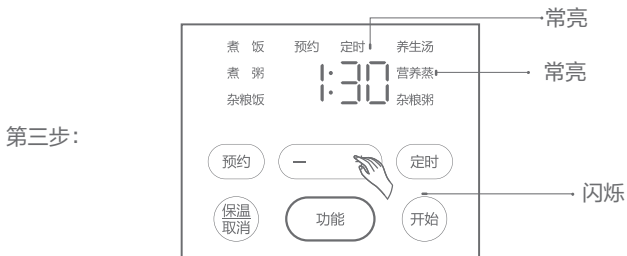 常亮
煮 饭 预约 定时 养生汤
煮 粥 1:30 营养蒸 常亮
杂粮饭 杂粮粥
第三步：
预约 － 定时
闪烁
保温 功能 开始
取消